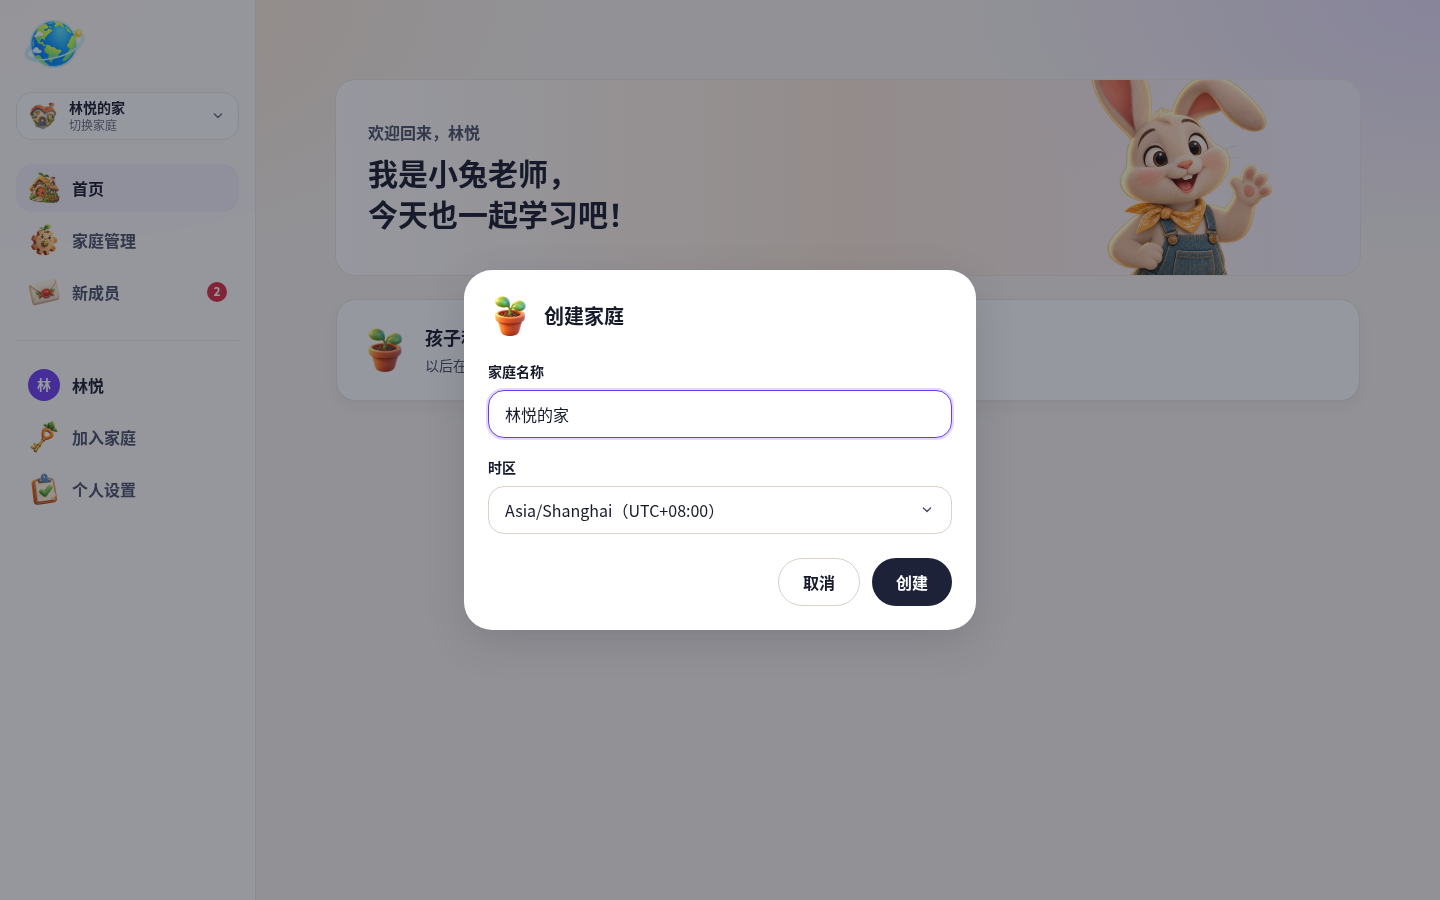 林悦的家
切换家庭
首页
家庭管理
新成员
2
林
林悦
加入家庭
个人设置
欢迎回来，林悦
我是小兔老师，
今天也一起学习吧！
孩子
以后在
创建家庭
家庭名称
林悦的家
时区
Asia/Shanghai（UTC+08:00）
取消
创建